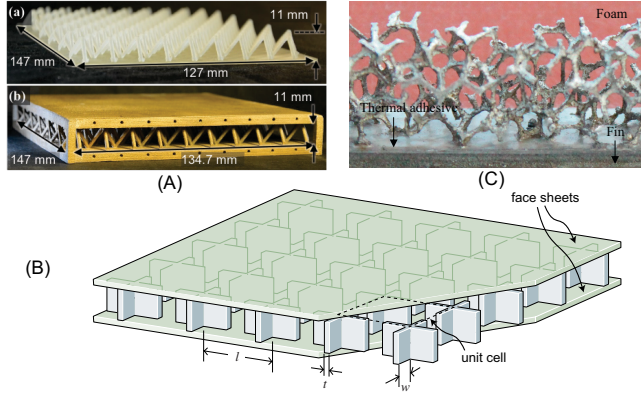 (a)
11 mm
147 mm
127 mm
(b)
11 mm
147 mm
134.7 mm
(A)
Foam
Thermal adhesive
Fin
(C)
(B)
face sheets
unit cell
l
t
w